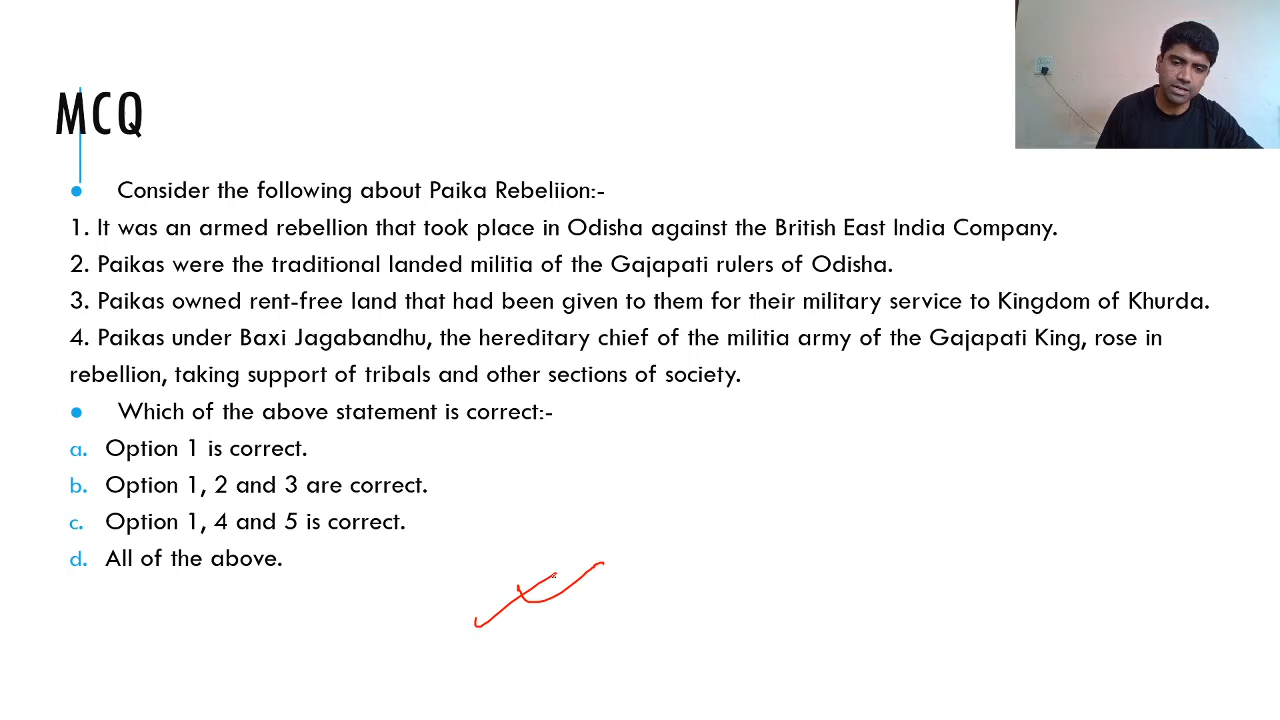 MCQ
• Consider the following about Paika Rebeliion:-
1. It was an armed rebellion that took place in Odisha against the British East India Company.
2. Paikas were the traditional landed militia of the Gajapati rulers of Odisha.
3. Paikas owned rent-free land that had been given to them for their military service to Kingdom of Khurda.
4. Paikas under Baxi Jagabandhu, the hereditary chief of the militia army of the Gajapati King, rose in
rebellion, taking support of tribals and other sections of society.
• Which of the above statement is correct:-
a. Option 1 is correct.
b. Option 1, 2 and 3 are correct.
c. Option 1, 4 and 5 is correct.
d. All of the above.